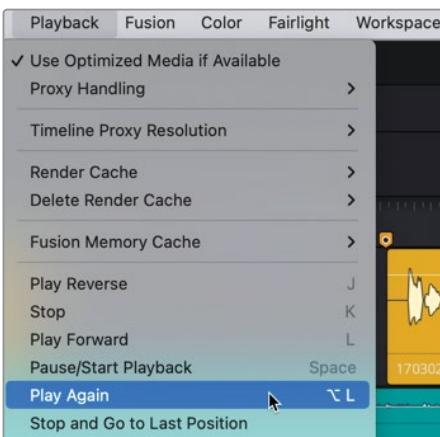 Playback Fusion Color Fairlight Workspace
✓ Use Optimized Media if Available
Proxy Handling >
Timeline Proxy Resolution >
Render Cache >
Delete Render Cache >
Fusion Memory Cache >
Play Reverse J
Stop K
Play Forward L
Pause/Start Playback Space
Play Again ⌥ L
Stop and Go to Last Position
170302